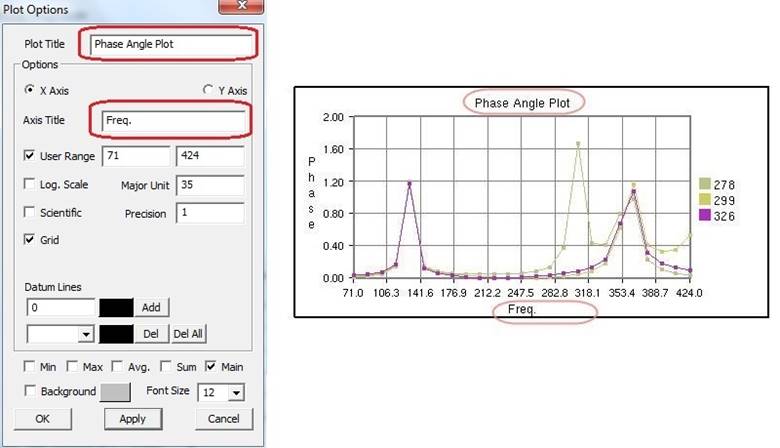 Plot Options
X
Plot Title
Phase Angle Plot
Options
X Axis
Y Axis
Axis Title
Freq.
User Range
71
424
Log. Scale
Major Unit
35
Scientific
Precision
1
Grid
Datum Lines
0
Add
Del
Del All
Min
Max
Avg.
Sum
Main
Background
Font Size
12
OK
Apply
Cancel
Phase Angle Plot
2.00
1.60
1.20
0.80
0.40
0.00
Phase
71.0 106.3 141.6 176.9 212.2 247.5 282.8 318.1 353.4 388.7 424.0
Freq.
278
299
326